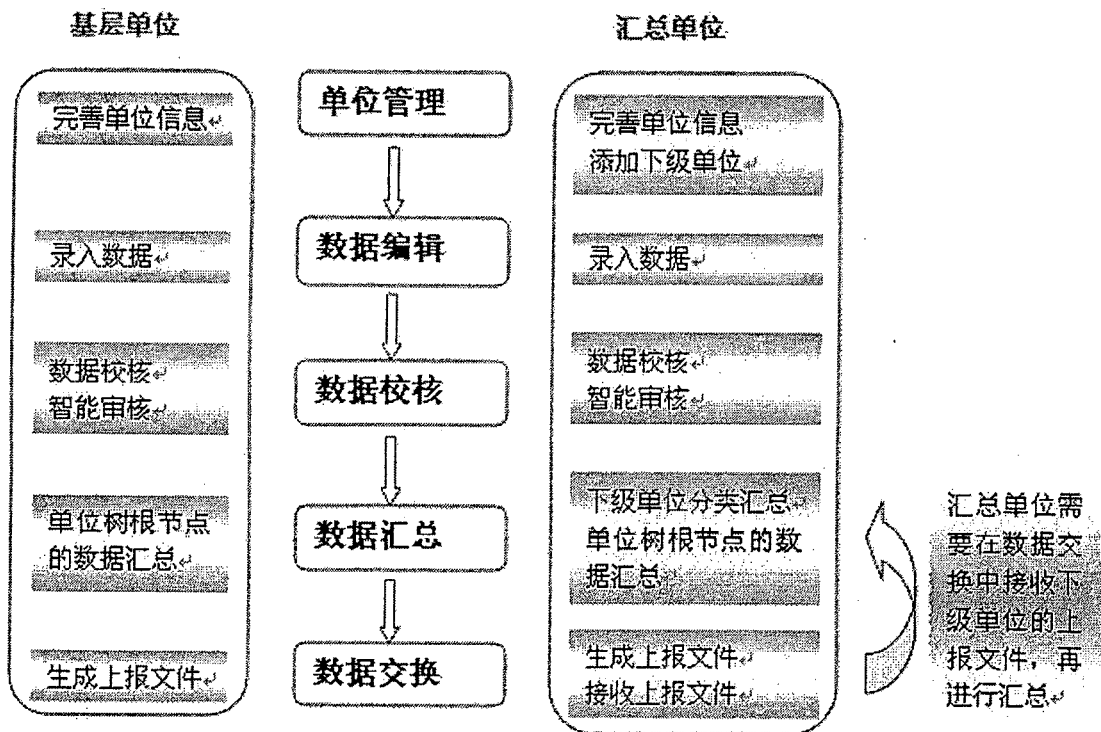 基层单位
汇总单位
完善单位信息
单位管理
完善单位信息
添加下级单位
录入数据
数据编辑
录入数据
数据校核
智能审核
数据校核
数据校核
智能审核
单位树根节点
的数据汇总
数据汇总
下级单位分类汇总
单位树根节点的数
据汇总
汇总单位需
要在数据交
换中接收下
级单位的上
报文件，再
进行汇总
生成上报文件
数据交换
生成上报文件
接收上报文件